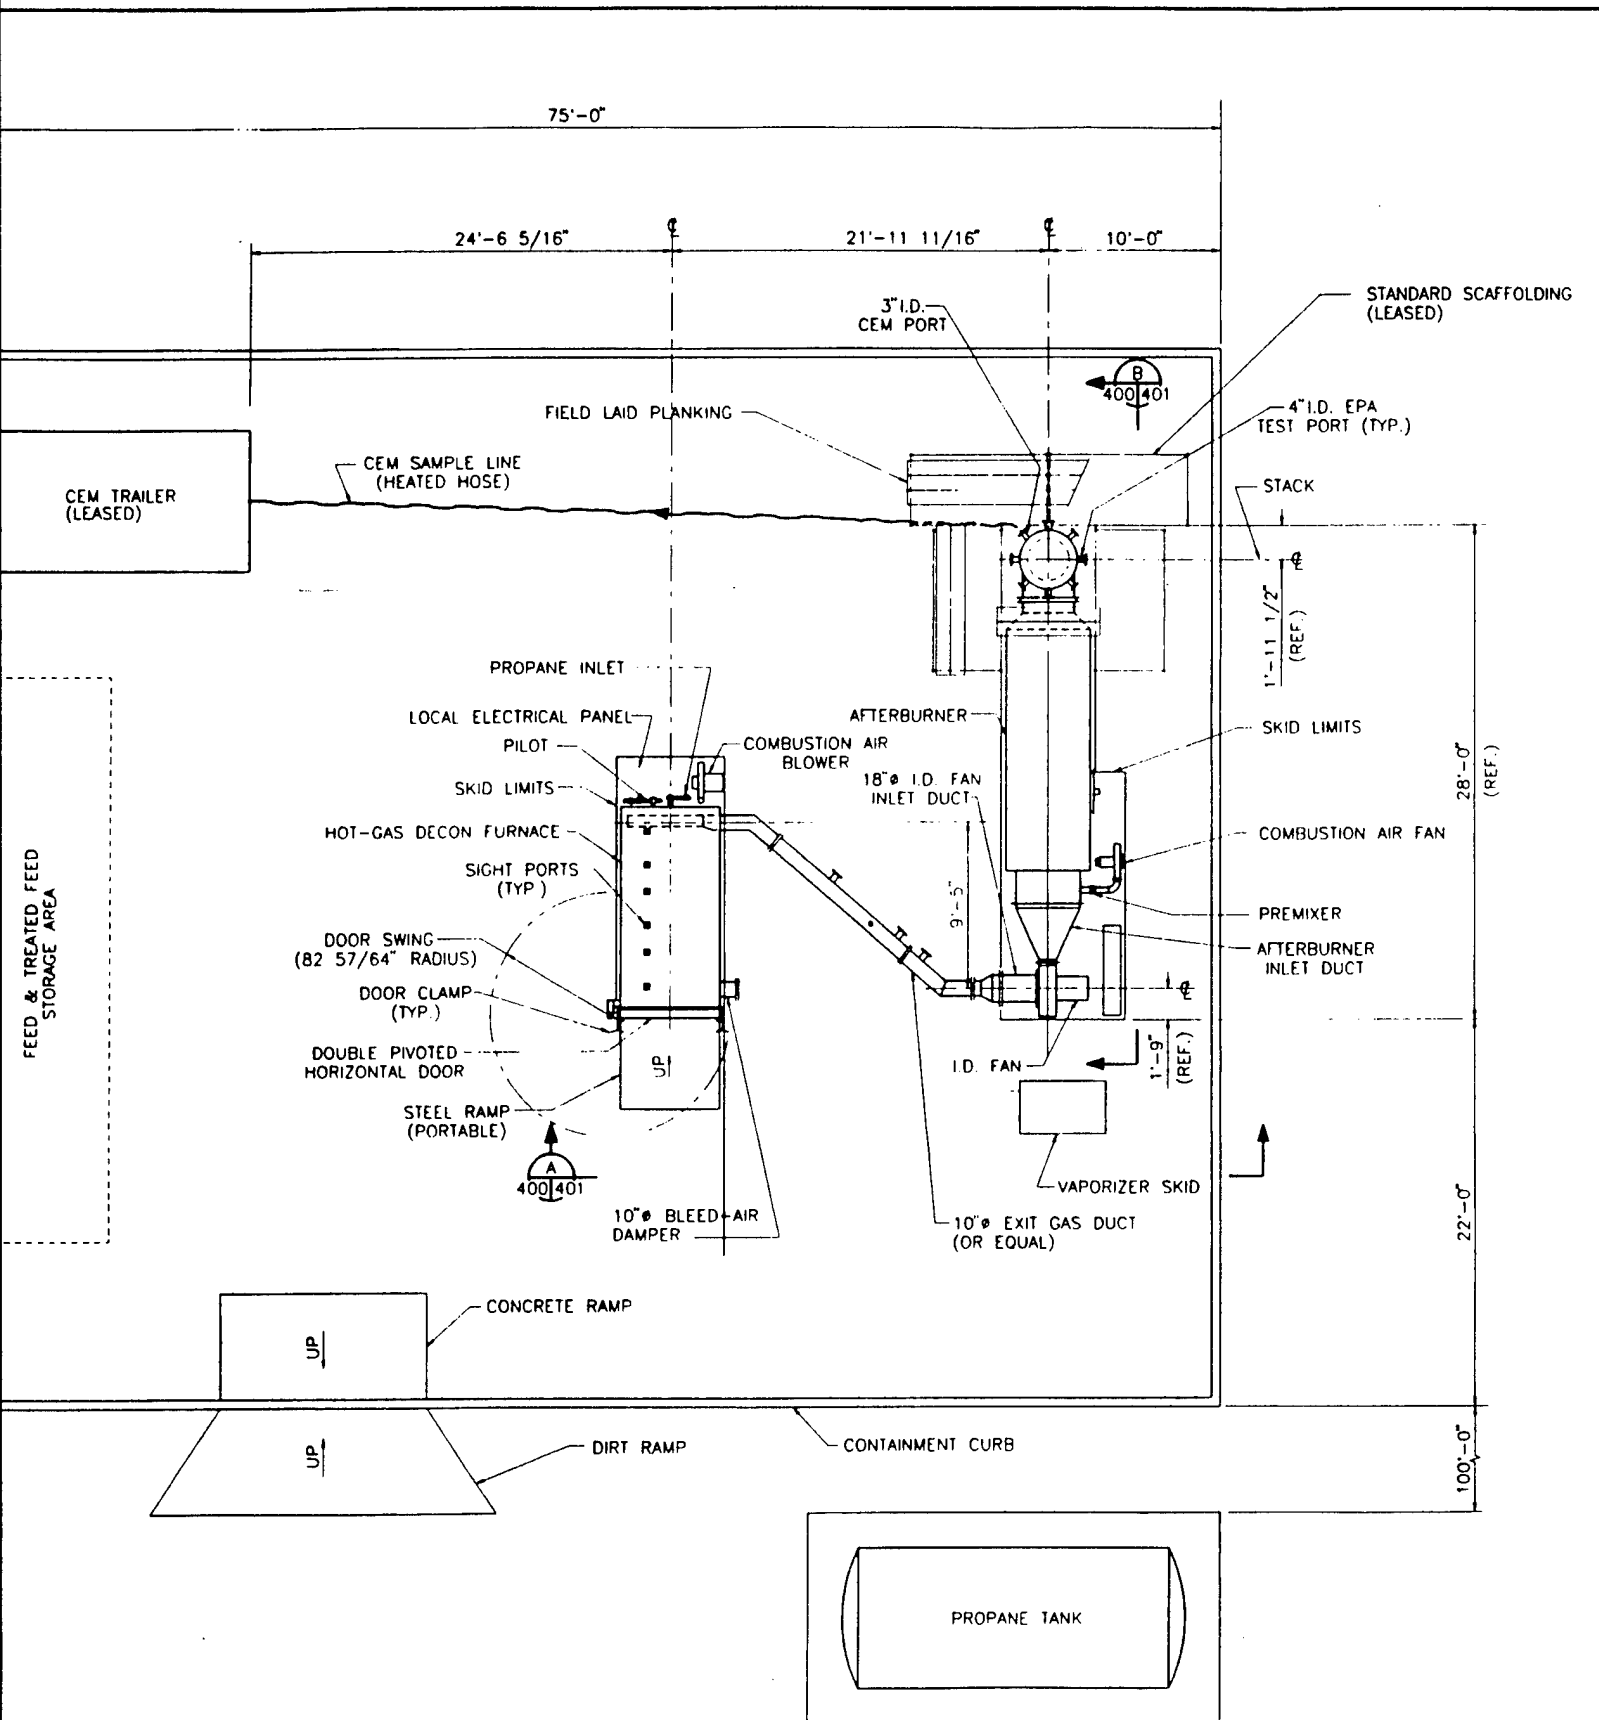 75'-0"
℄
℄
24'-6 5/16"
21'-11 11/16"
10'-0"
STANDARD SCAFFOLDING
(LEASED)
3" I.D.
CEM PORT
B
400 401
FIELD LAID PLANKING
4" I.D. EPA
TEST PORT (TYP.)
CEM SAMPLE LINE
(HEATED HOSE)
STACK
CEM TRAILER
(LEASED)
℄
1'-11 1/2"
(REF.)
PROPANE INLET
LOCAL ELECTRICAL PANEL
AFTERBURNER
SKID LIMITS
PILOT
COMBUSTION AIR
BLOWER
28'-0"
(REF.)
SKID LIMITS
18"ø I.D. FAN
INLET DUCT
HOT-GAS DECON FURNACE
COMBUSTION AIR FAN
SIGHT PORTS
(TYP.)
9'-5"
FEED & TREATED FEED
STORAGE AREA
PREMIXER
DOOR SWING
(82 57/64" RADIUS)
AFTERBURNER
INLET DUCT
DOOR CLAMP
(TYP.)
℄
DOUBLE PIVOTED
HORIZONTAL DOOR
UP
I.D. FAN
1'-9"
(REF.)
STEEL RAMP
(PORTABLE)
A
400 401
VAPORIZER SKID
10"ø BLEED-AIR
DAMPER
10"ø EXIT GAS DUCT
(OR EQUAL)
22'-0"
CONCRETE RAMP
UP
DIRT RAMP
UP
CONTAINMENT CURB
100'-0"
PROPANE TANK